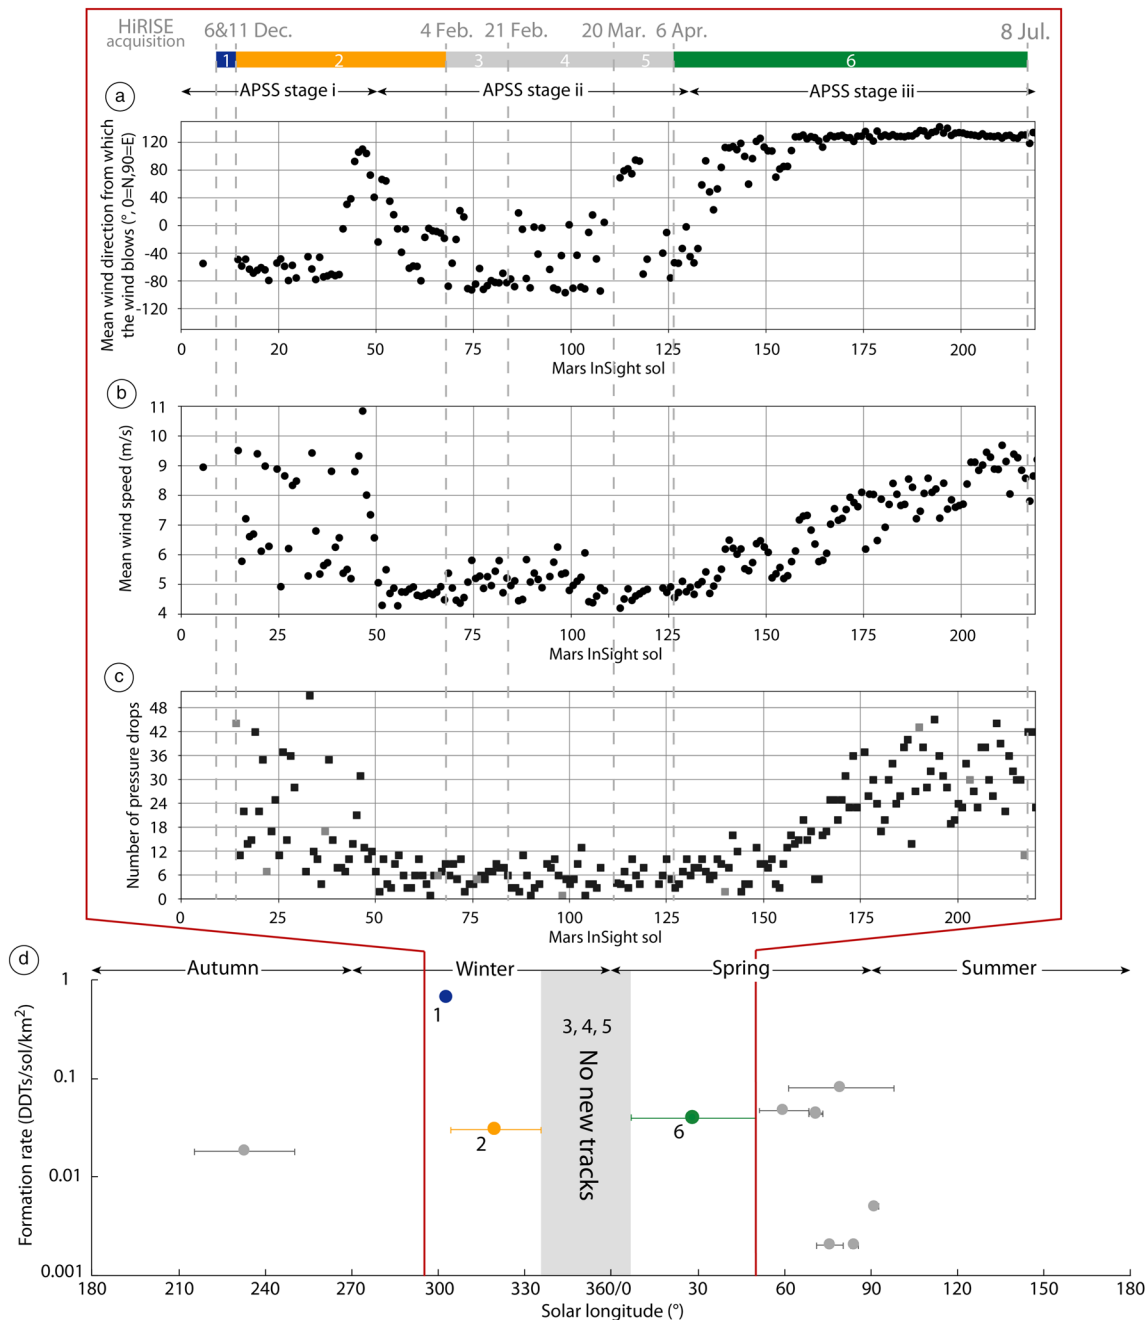 HiRISE
acquisition
6&11 Dec.
4 Feb.
21 Feb.
20 Mar.
6 Apr.
8 Jul.
1
2
3
4
5
6
a
APSS stage i
APSS stage ii
APSS stage iii
Mean wind direction from which
the wind blows (°, 0=N,90=E)
120
80
40
0
-40
-80
-120
0 25 50 75 100 125 150 175 200
Mars InSight sol
b
Mean wind speed (m/s)
11
10
9
8
7
6
5
4
0 25 50 75 100 125 150 175 200
Mars InSight sol
c
Number of pressure drops
48
42
36
30
24
18
12
6
0
0 25 50 75 100 125 150 175 200
Mars InSight sol
d
Autumn
Winter
Spring
Summer
Formation rate (DDTs/sol/km²)
1
0.1
0.01
0.001
1
2
3, 4, 5
No new tracks
6
180 210 240 270 300 330 360/0 30 60 90 120 150 180
Solar longitude (°)